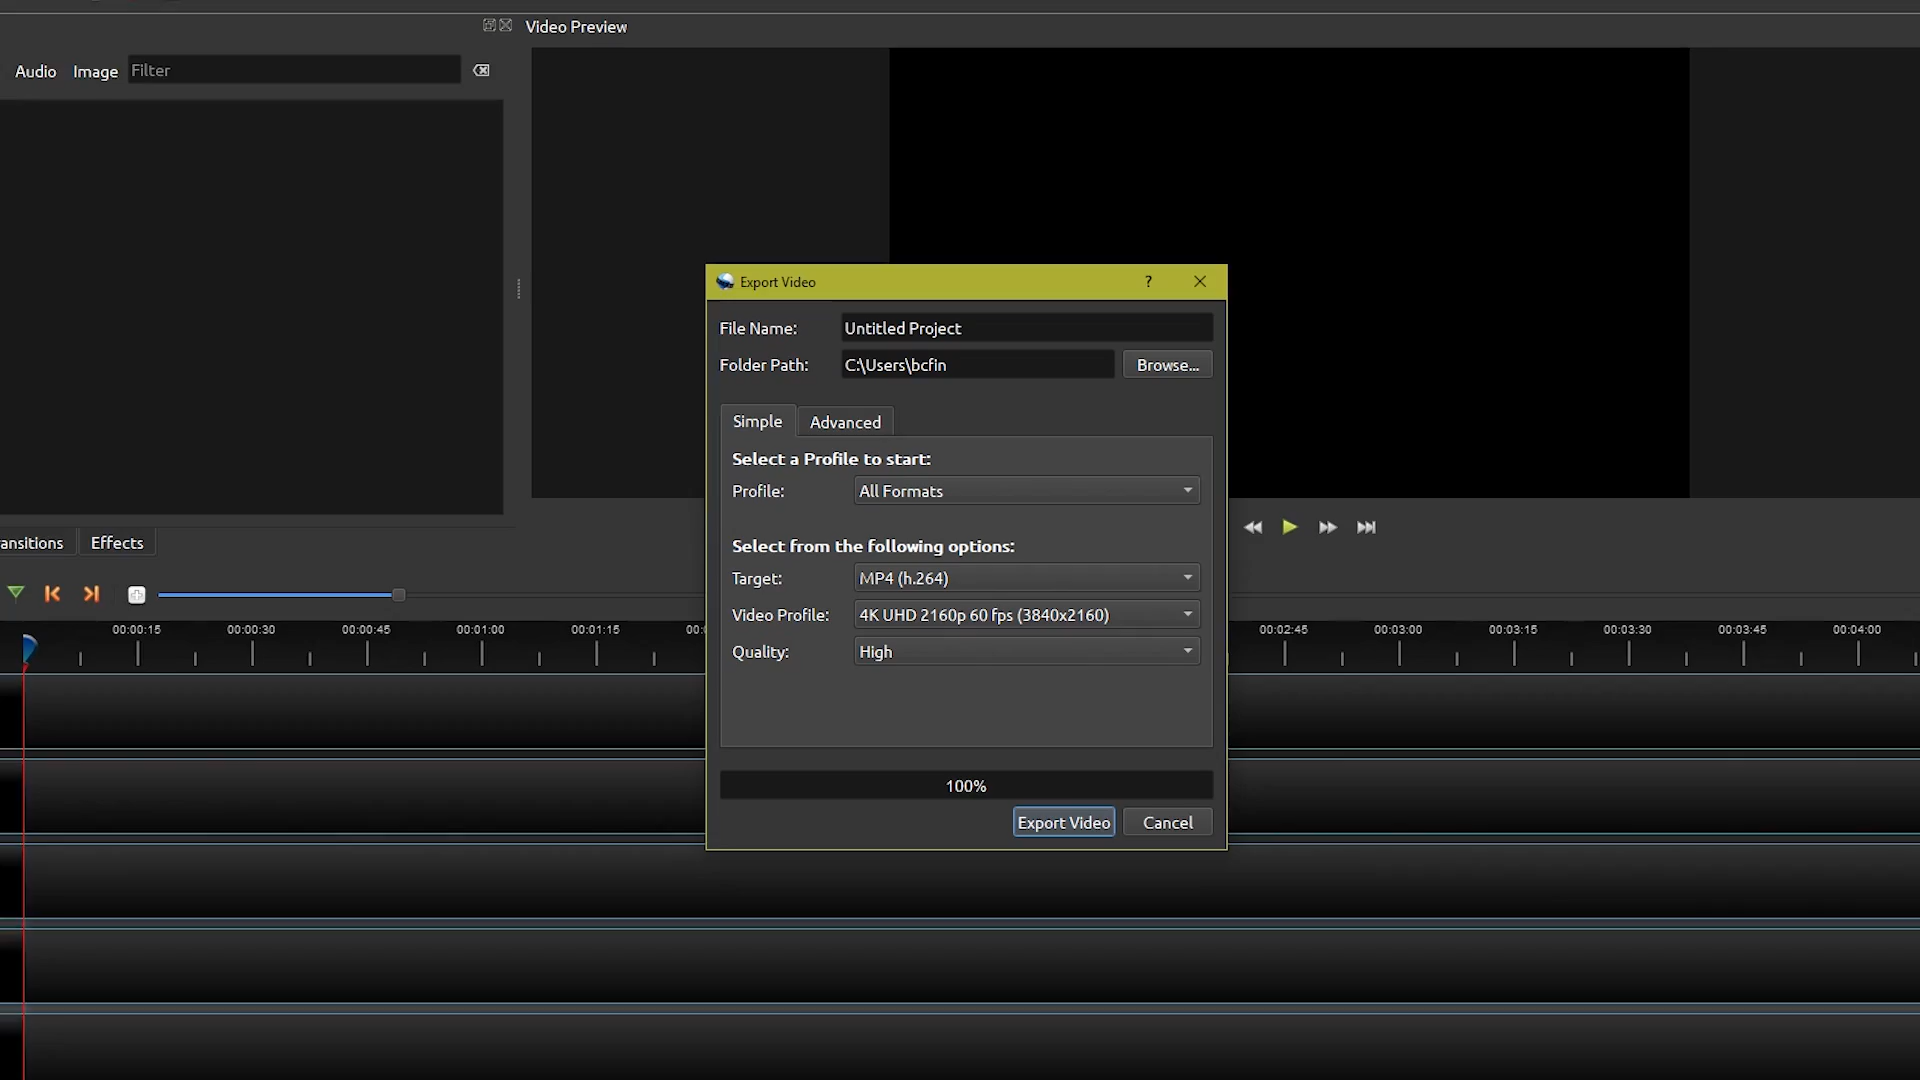 Video Preview
Audio Image Filter
Export Video ?
File Name: Untitled Project
Folder Path: C:\Users\bcfin Browse...
Simple Advanced
Select a Profile to start:
Profile: All Formats
Select from the following options:
Target: MP4 (h.264)
Video Profile: 4K UHD 2160p 60 fps (3840x2160)
Quality: High
100%
Export Video Cancel
ansitions Effects
00:00:15 00:00:30 00:00:45 00:01:00 00:01:15 00: 00:02:45 00:03:00 00:03:15 00:03:30 00:03:45 00:04:00